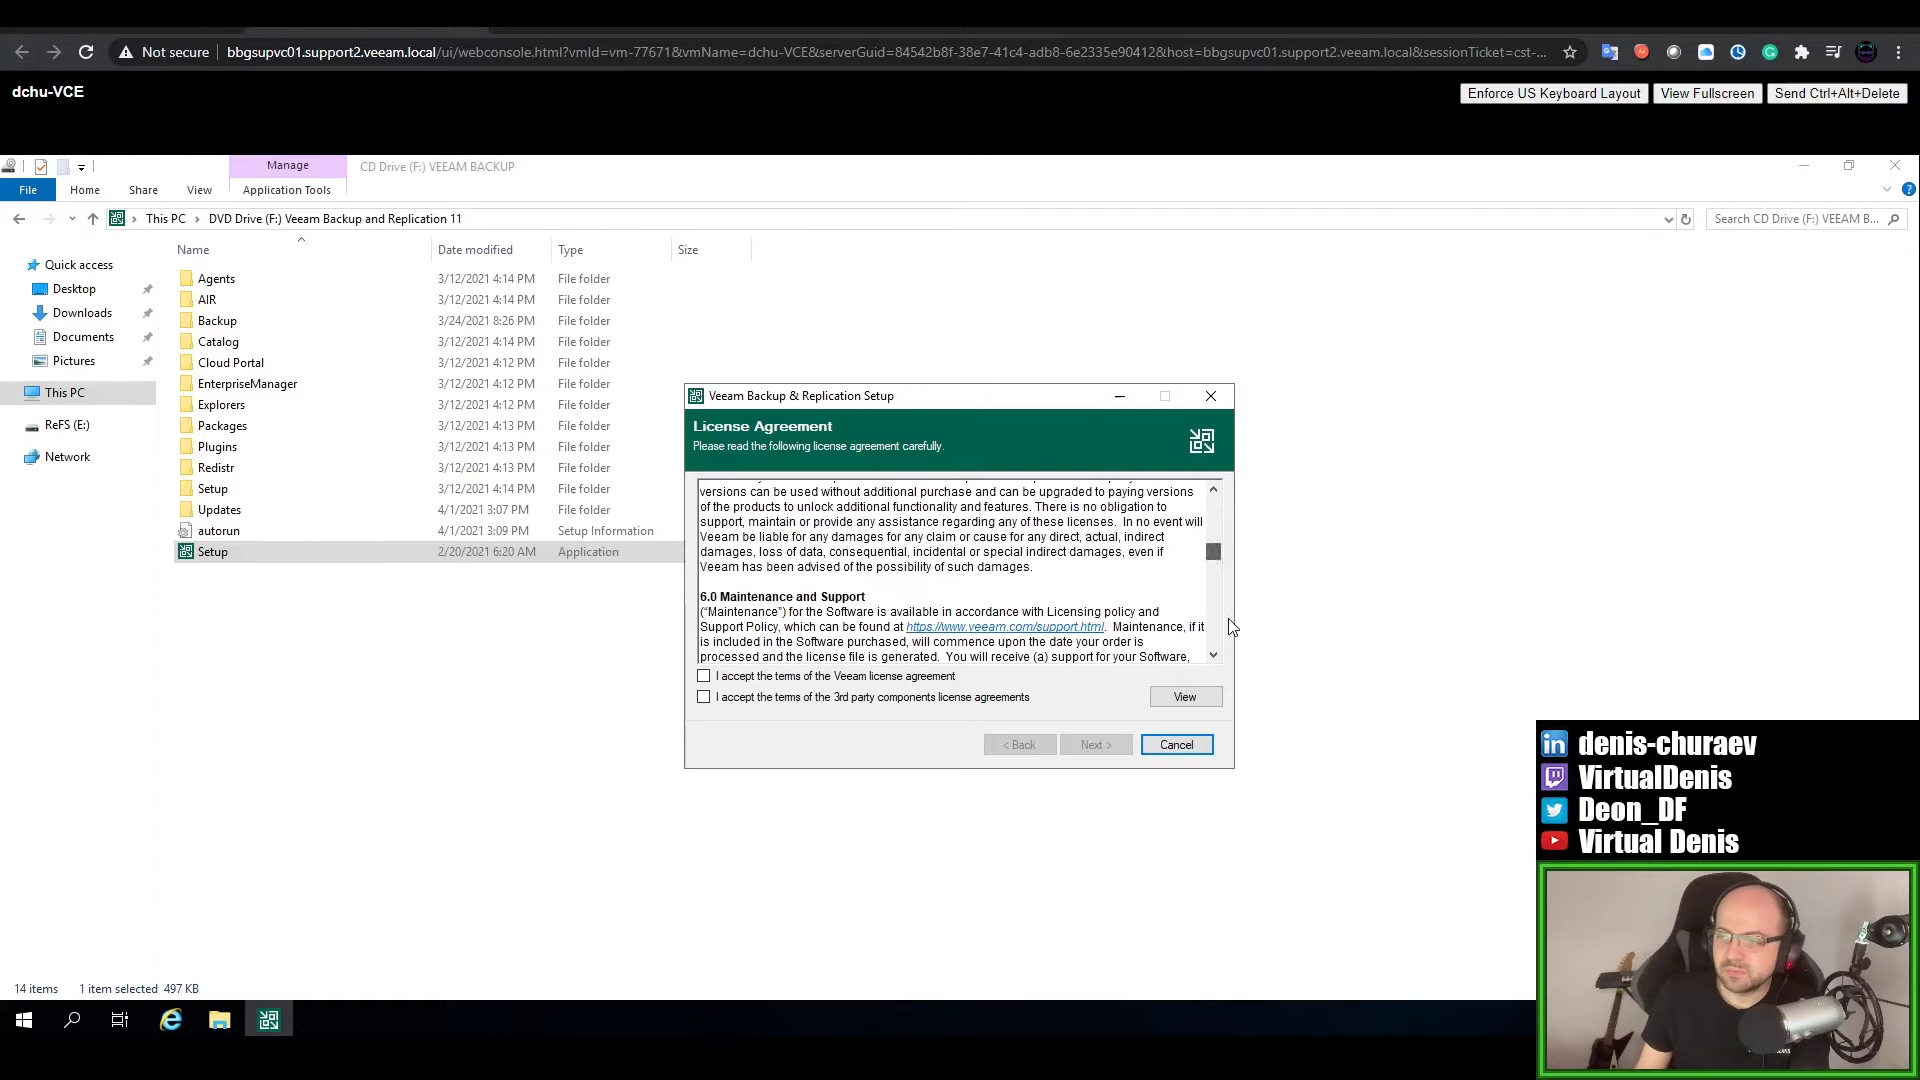 Not secure
bbgsupvc01.support2.veeam.local/ui/webconsole.html?vmId=vm-77671&vmName=dchu-VCE&serverGuid=84542b8f-38e7-41c4-adb8-6e2335e90412&host=bbgsupvc01.support2.veeam.local&sessionTicket=cst-...
dchu-VCE
Enforce US Keyboard Layout
View Fullscreen
Send Ctrl+Alt+Delete
Manage
CD Drive (F:) VEEAM BACKUP
File
Home
Share
View
Application Tools
This PC
DVD Drive (F:) Veeam Backup and Replication 11
Search CD Drive (F:) VEEAM B...
Name
Date modified
Type
Size
Quick access
Desktop
Downloads
Documents
Pictures
This PC
ReFS (E:)
Network
Agents 3/12/2021 4:14 PM File folder
AIR 3/12/2021 4:14 PM File folder
Backup 3/24/2021 8:26 PM File folder
Catalog 3/12/2021 4:14 PM File folder
Cloud Portal 3/12/2021 4:12 PM File folder
EnterpriseManager 3/12/2021 4:12 PM File folder
Explorers 3/12/2021 4:12 PM File folder
Packages 3/12/2021 4:13 PM File folder
Plugins 3/12/2021 4:13 PM File folder
Redistr 3/12/2021 4:13 PM File folder
Setup 3/12/2021 4:14 PM File folder
Updates 4/1/2021 3:07 PM File folder
autorun 4/1/2021 3:09 PM Setup Information
Setup 2/20/2021 6:20 AM Application
Veeam Backup & Replication Setup
License Agreement
Please read the following license agreement carefully.
versions can be used without additional purchase and can be upgraded to paying versions
of the products to unlock additional functionality and features. There is no obligation to
support, maintain or provide any assistance regarding any of these licenses. In no event will
Veeam be liable for any damages for any claim or cause for any direct, actual, indirect
damages, loss of data, consequential, incidental or special indirect damages, even if
Veeam has been advised of the possibility of such damages.
6.0 Maintenance and Support
(“Maintenance”) for the Software is available in accordance with Licensing policy and
Support Policy, which can be found at https://www.veeam.com/support.html. Maintenance, if it
is included in the Software purchased, will commence upon the date your order is
processed and the license file is generated. You will receive (a) support for your Software,
I accept the terms of the Veeam license agreement
I accept the terms of the 3rd party components license agreements
View
< Back
Next >
Cancel
denis-churaev
VirtualDenis
Deon_DF
Virtual Denis
14 items
1 item selected 497 KB